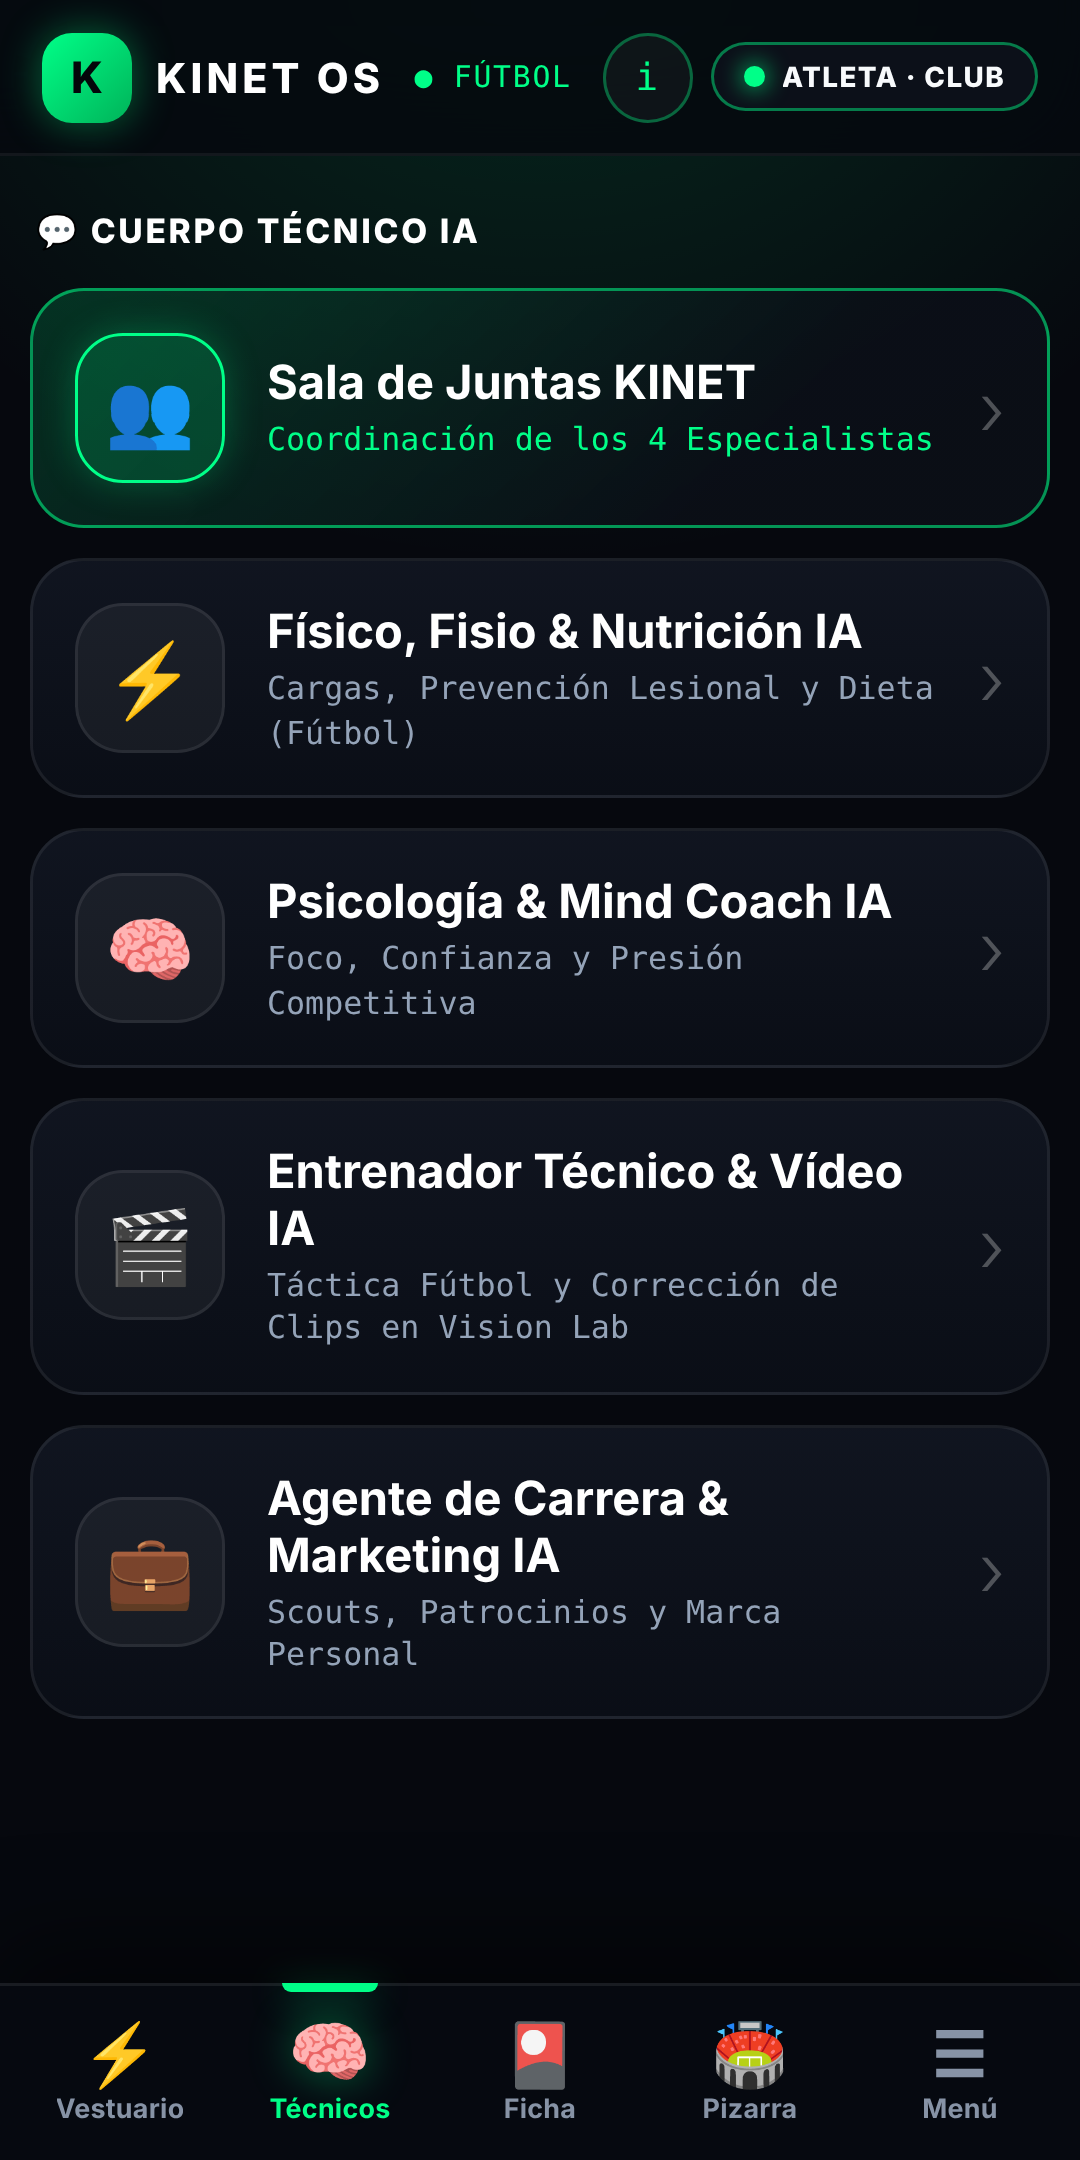 K KINET OS ● FÚTBOL i ● ATLETA · CLUB
💬 CUERPO TÉCNICO IA
Sala de Juntas KINET
Coordinación de los 4 Especialistas
Físico, Fisio & Nutrición IA
Cargas, Prevención Lesional y Dieta
(Fútbol)
Psicología & Mind Coach IA
Foco, Confianza y Presión
Competitiva
Entrenador Técnico & Vídeo
IA
Táctica Fútbol y Corrección de
Clips en Vision Lab
Agente de Carrera &
Marketing IA
Scouts, Patrocinios y Marca
Personal
Vestuario Técnicos Ficha Pizarra Menú